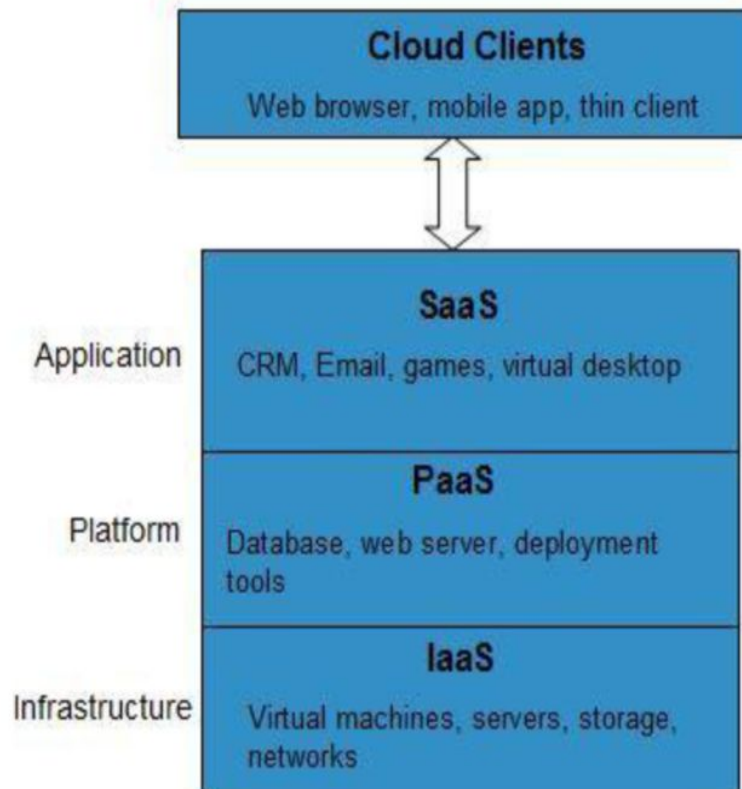 Cloud Clients
Web browser, mobile app, thin client
SaaS
Application
CRM, Email, games, virtual desktop
PaaS
Platform
Database, web server, deployment
tools
IaaS
Infrastructure
Virtual machines, servers, storage,
networks